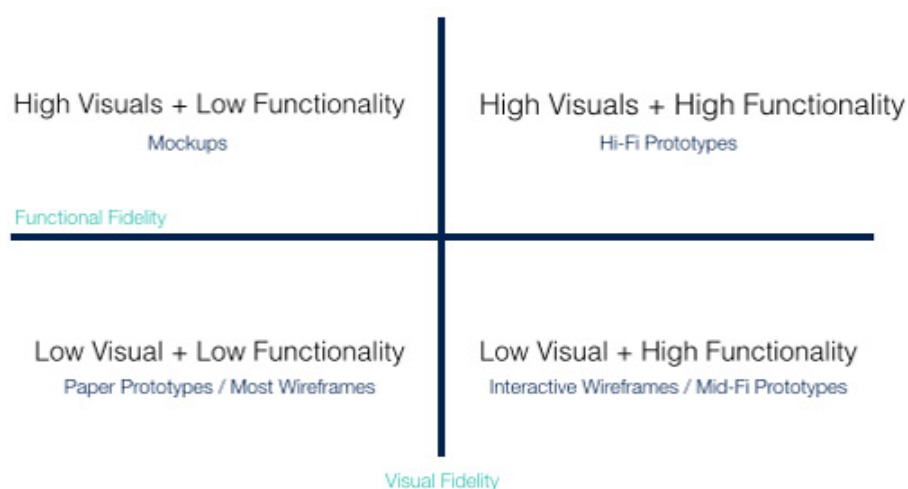 High Visuals + Low Functionality
Mockups
High Visuals + High Functionality
Hi-Fi Prototypes
Functional Fidelity
Low Visual + Low Functionality
Paper Prototypes / Most Wireframes
Low Visual + High Functionality
Interactive Wireframes / Mid-Fi Prototypes
Visual Fidelity